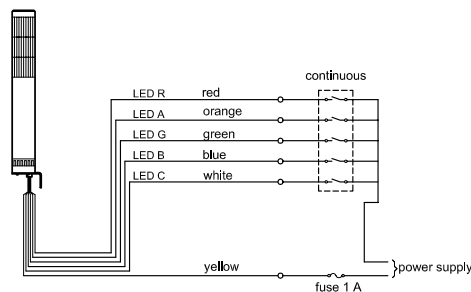 continuous
LED R red
LED A orange
LED G green
LED B blue
LED C white
yellow
power supply
fuse 1 A